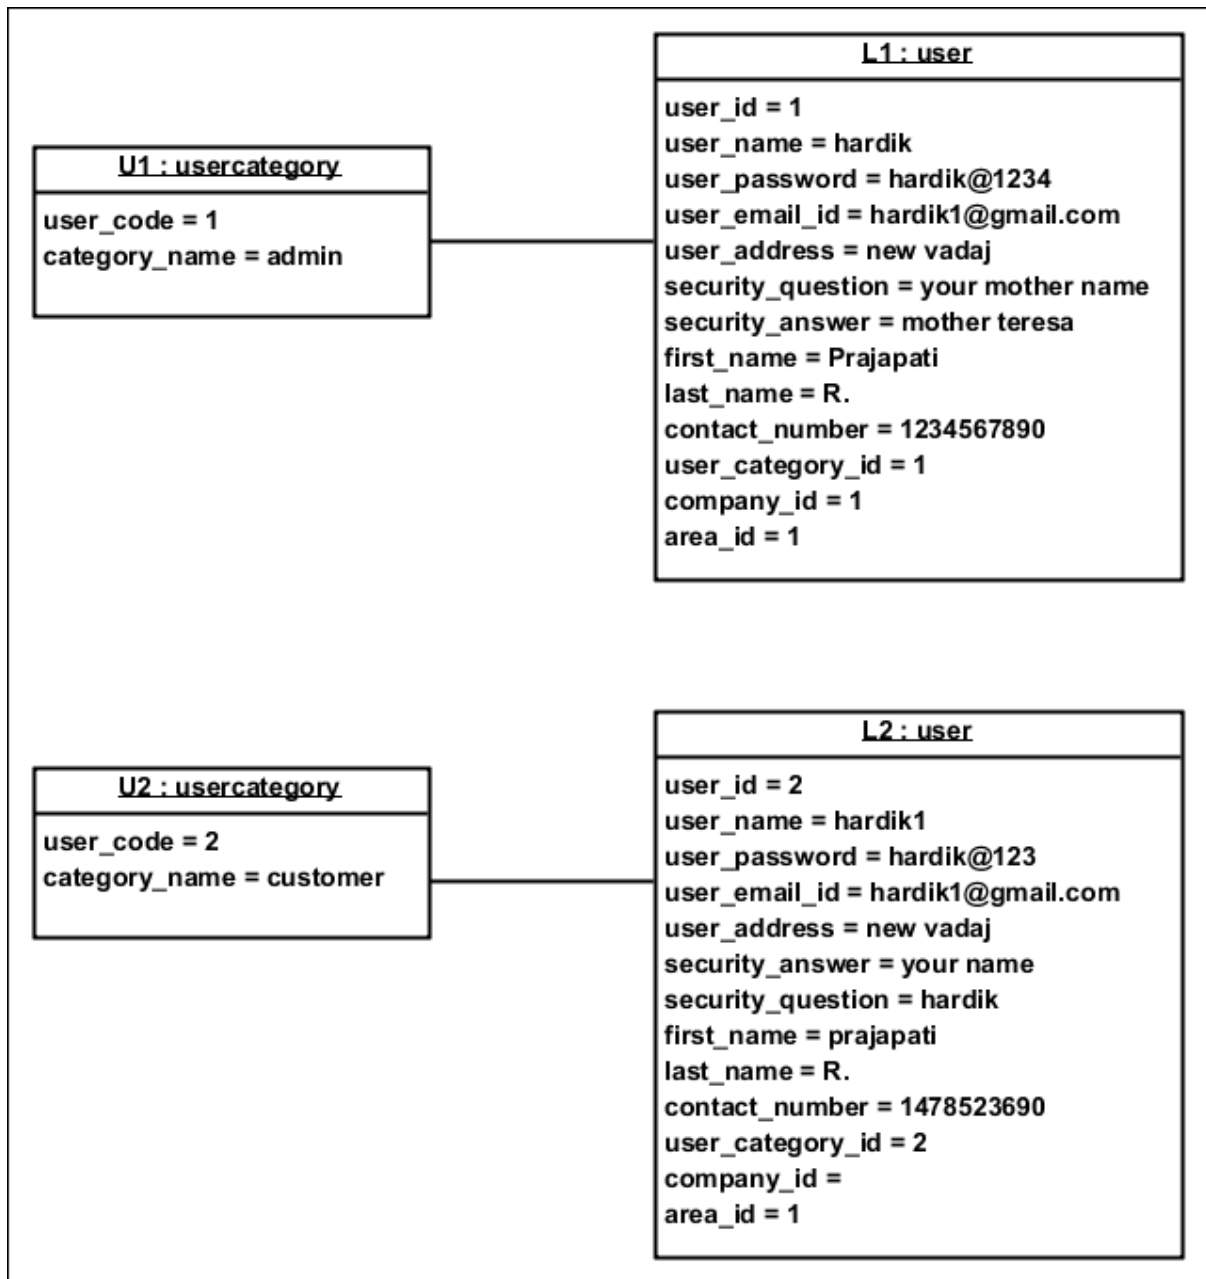 U1 : usercategory
user_code = 1
category_name = admin
L1 : user
user_id = 1
user_name = hardik
user_password = hardik@1234
user_email_id = hardik1@gmail.com
user_address = new vadaj
security_question = your mother name
security_answer = mother teresa
first_name = Prajapati
last_name = R.
contact_number = 1234567890
user_category_id = 1
company_id = 1
area_id = 1
U2 : usercategory
user_code = 2
category_name = customer
L2 : user
user_id = 2
user_name = hardik1
user_password = hardik@123
user_email_id = hardik1@gmail.com
user_address = new vadaj
security_answer = your name
security_question = hardik
first_name = prajapati
last_name = R.
contact_number = 1478523690
user_category_id = 2
company_id =
area_id = 1